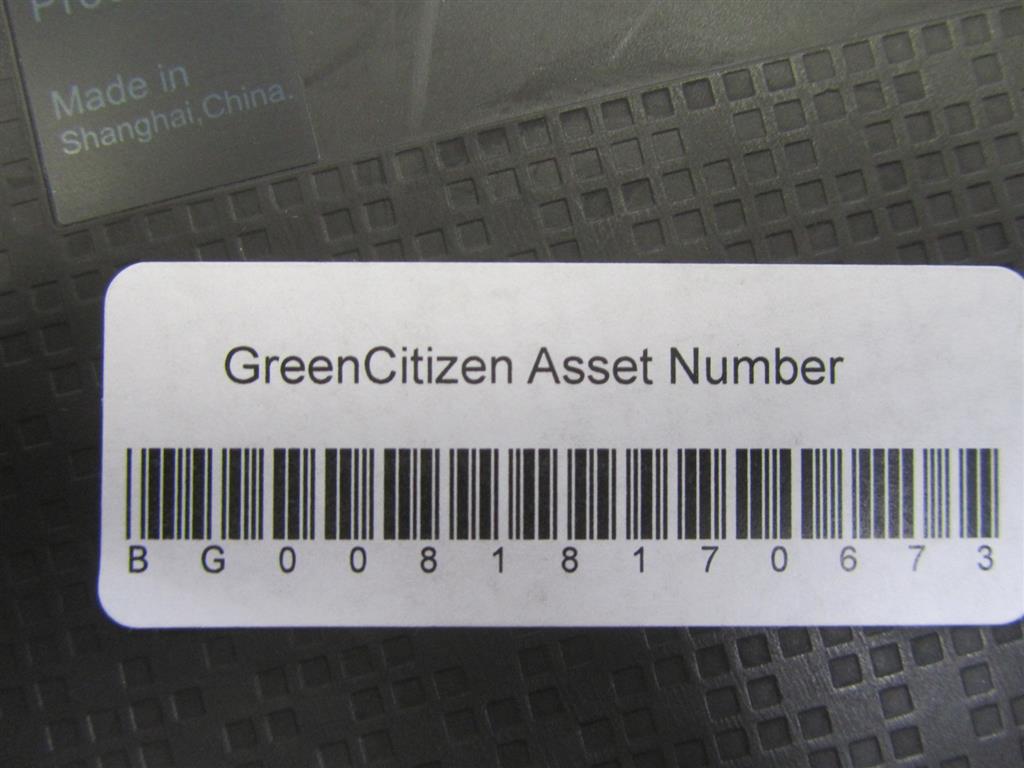 Made in
Shanghai,China.
GreenCitizen Asset Number
BG00818170673